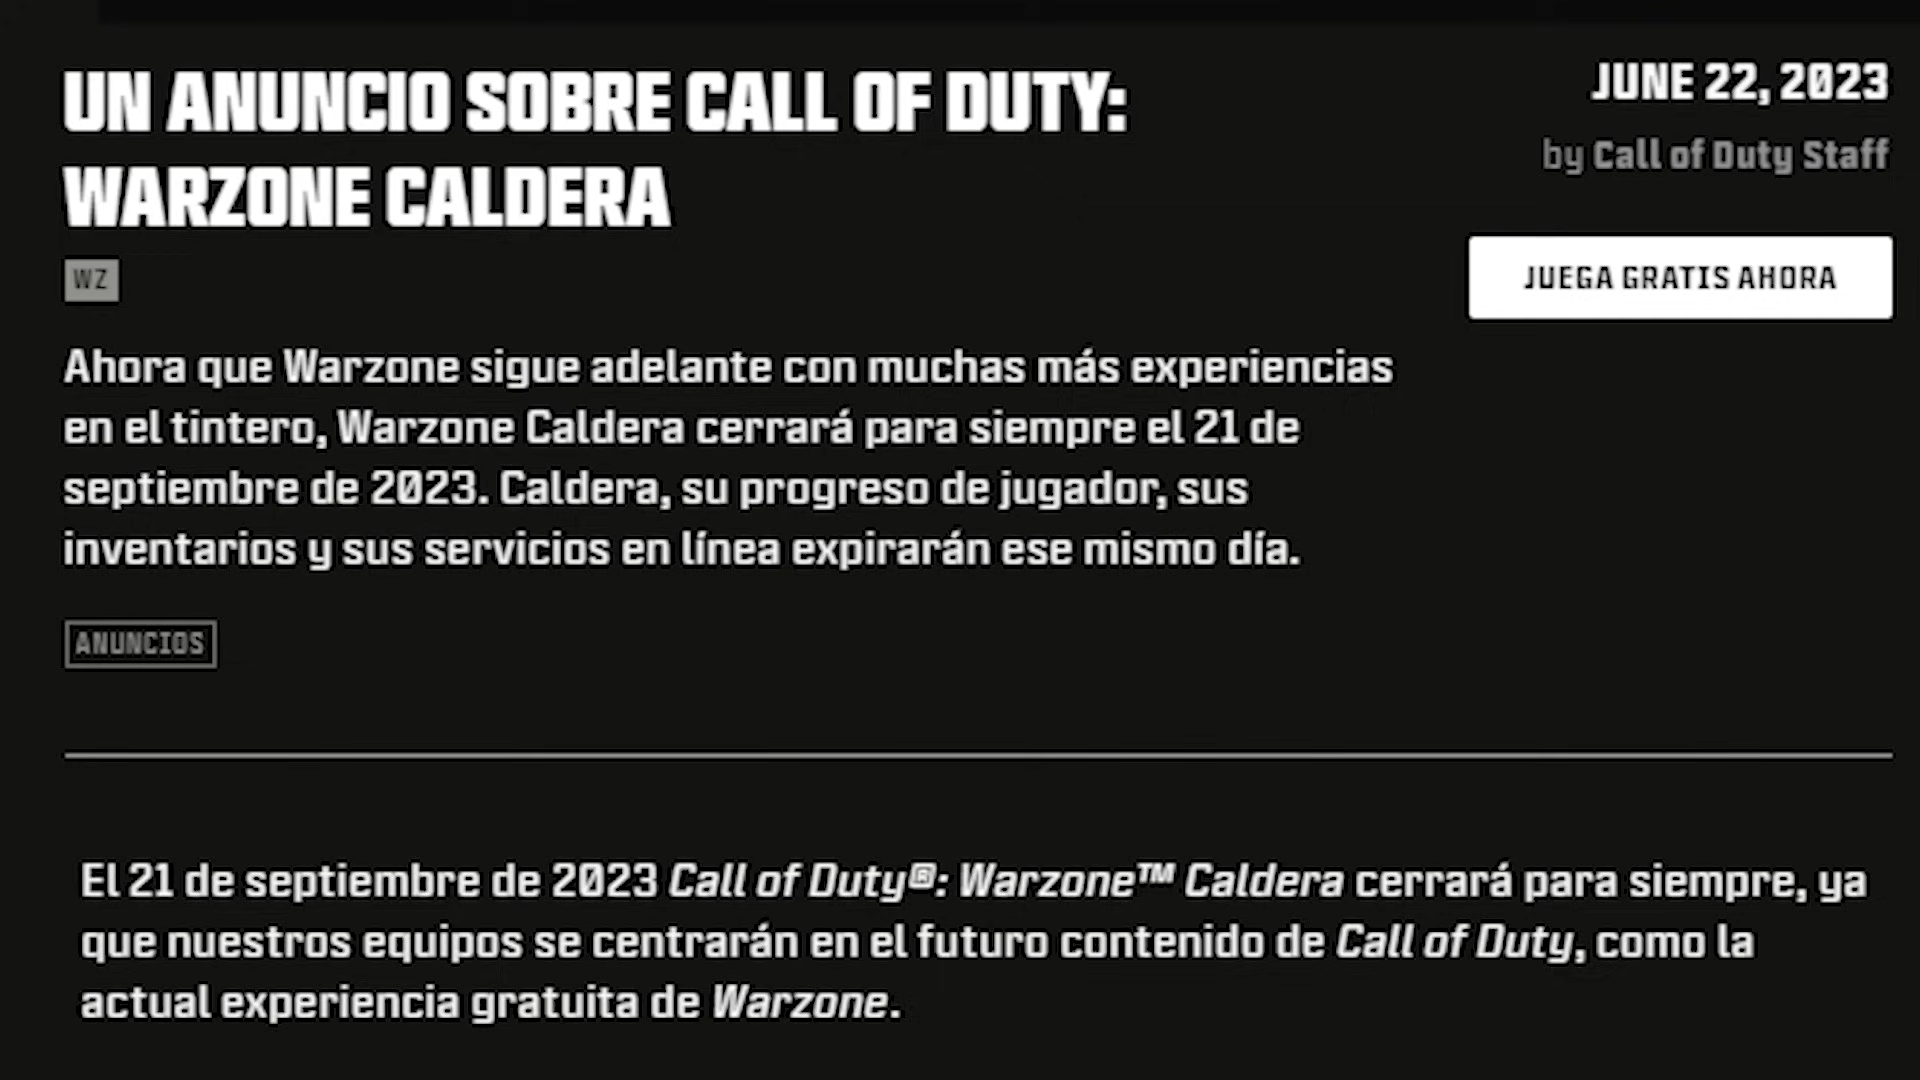 UN ANUNCIO SOBRE CALL OF DUTY:
WARZONE CALDERA
JUNE 22, 2023
by Call of Duty Staff
WZ
JUEGA GRATIS AHORA
Ahora que Warzone sigue adelante con muchas más experiencias
en el tintero, Warzone Caldera cerrará para siempre el 21 de
septiembre de 2023. Caldera, su progreso de jugador, sus
inventarios y sus servicios en línea expirarán ese mismo día.
ANUNCIOS
El 21 de septiembre de 2023 Call of Duty®: Warzone™ Caldera cerrará para siempre, ya
que nuestros equipos se centrarán en el futuro contenido de Call of Duty, como la
actual experiencia gratuita de Warzone.